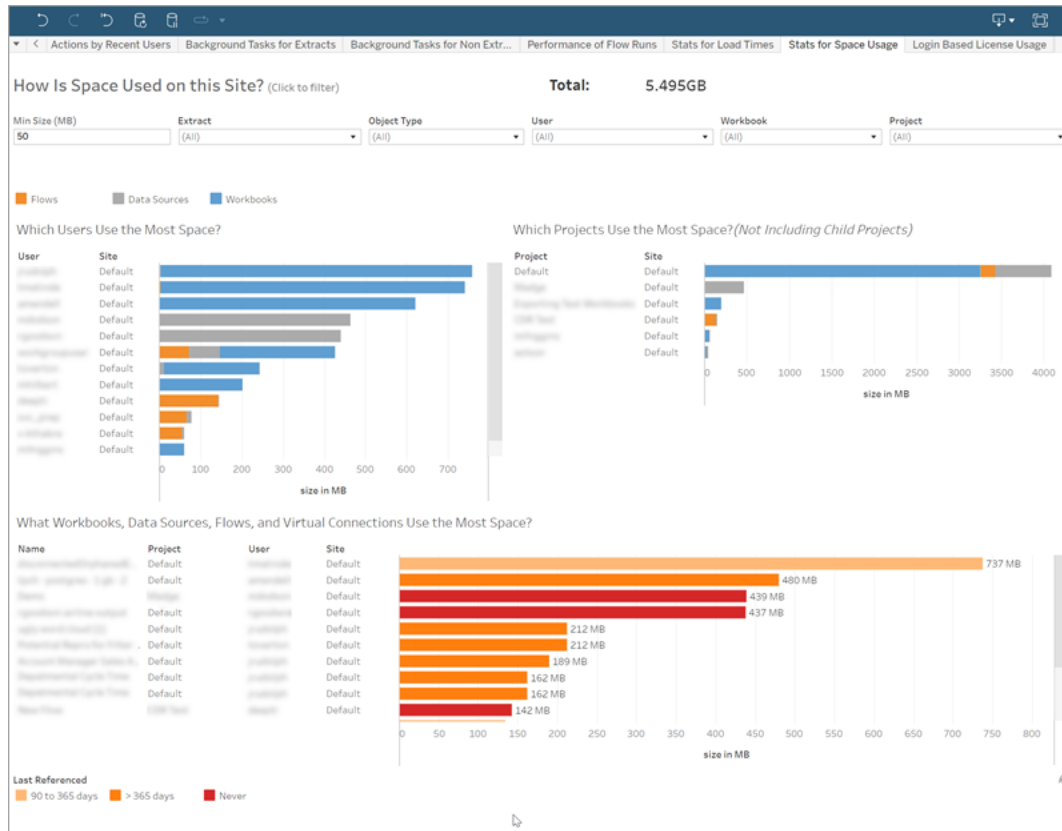 Actions by Recent Users Background Tasks for Extracts Background Tasks for Non Extr... Performance of Flow Runs Stats for Load Times Stats for Space Usage Login Based License Usage
How Is Space Used on this Site? (Click to filter) Total: 5.495GB
Min Size (MB) Extract Object Type User Workbook Project
50 (All) (All) (All) (All) (All)
Flows Data Sources Workbooks
Which Users Use the Most Space?
User Site
Default
Default
Default
Default
Default
Default
Default
Default
Default
Default
Default
Default
0 100 200 300 400 500 600 700
size in MB
Which Projects Use the Most Space?(Not Including Child Projects)
Project Site
Default Default
Default
Default
Default
Default
Default
0 500 1000 1500 2000 2500 3000 3500 4000
size in MB
What Workbooks, Data Sources, Flows, and Virtual Connections Use the Most Space?
Name Project User Site
Default Default 737 MB
Default Default 480 MB
Default 439 MB
Default Default 437 MB
Default Default 212 MB
Default Default 212 MB
Default Default 189 MB
Default Default 162 MB
Default Default 162 MB
Default 142 MB
0 50 100 150 200 250 300 350 400 450 500 550 600 650 700 750 800
size in MB
Last Referenced
90 to 365 days > 365 days Never